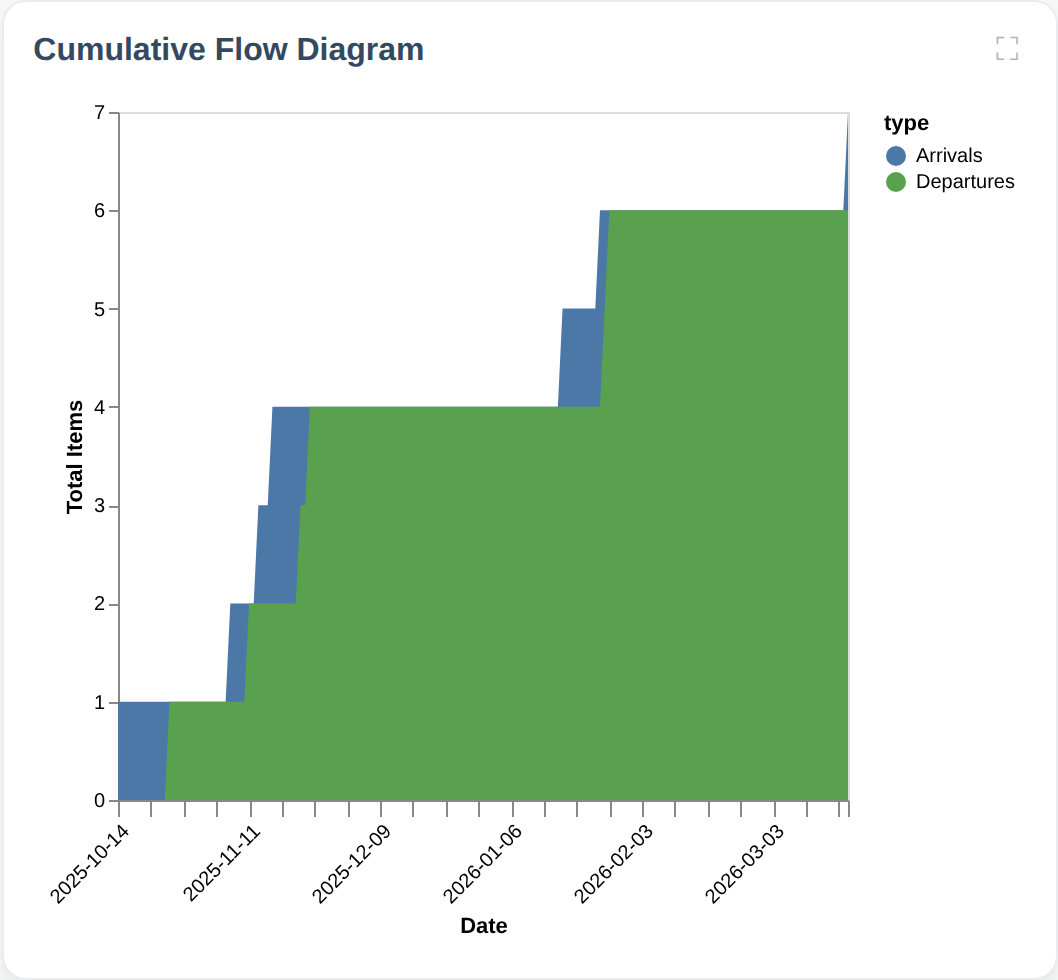 Cumulative Flow Diagram
type
Arrivals
Departures
7
6
5
4
3
2
1
0
Total Items
2025-10-14
2025-11-11
2025-12-09
2026-01-06
2026-02-03
2026-03-03
Date